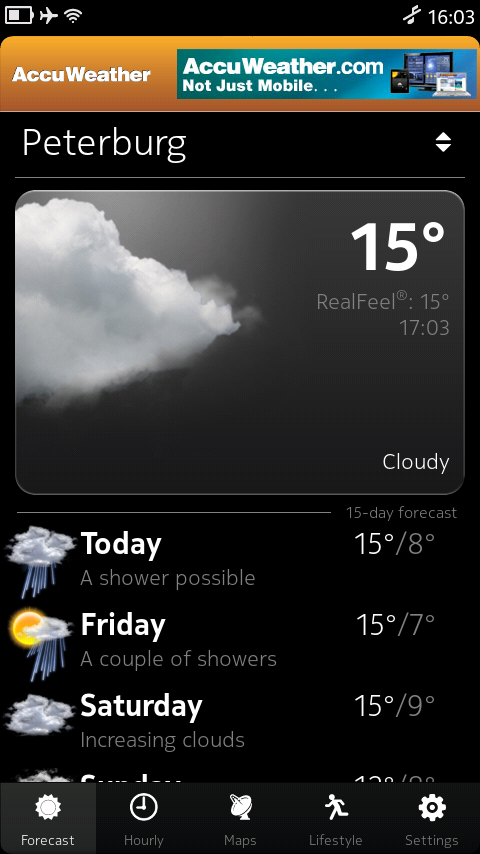 16:03
AccuWeather
AccuWeather.com
Not Just Mobile. . .
Peterburg
15°
RealFeel®: 15°
17:03
Cloudy
15-day forecast
Today 15°/8°
A shower possible
Friday 15°/7°
A couple of showers
Saturday 15°/9°
Increasing clouds
Sunday
Forecast Hourly Maps Lifestyle Settings